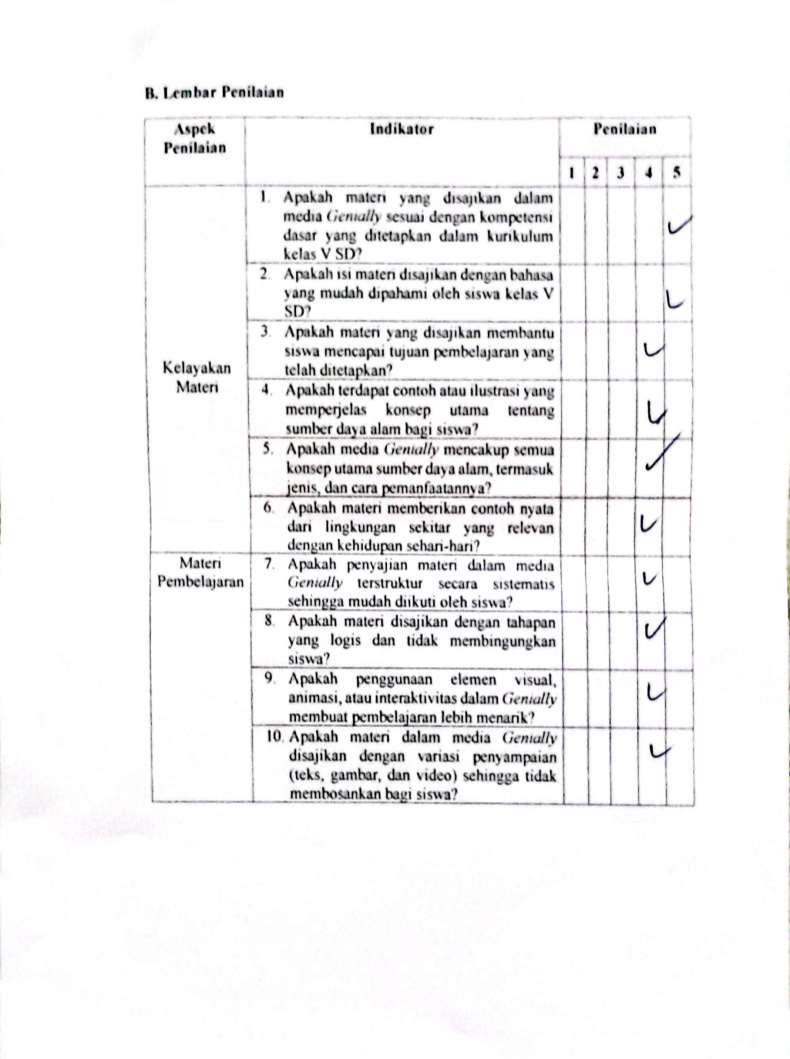 B. Lembar Penilaian
Aspek Penilaian
Indikator
Penilaian
1 2 3 4 5
Kelayakan Materi
1. Apakah materi yang disajikan dalam
media Genially sesuai dengan kompetensi
dasar yang ditetapkan dalam kurikulum
kelas V SD?
✓
2. Apakah isi materi disajikan dengan bahasa
yang mudah dipahami oleh siswa kelas V
SD?
✓
3. Apakah materi yang disajikan membantu
siswa mencapai tujuan pembelajaran yang
telah ditetapkan?
✓
4. Apakah terdapat contoh atau ilustrasi yang
memperjelas konsep utama tentang
sumber daya alam bagi siswa?
✓
5. Apakah media Genially mencakup semua
konsep utama sumber daya alam, termasuk
jenis, dan cara pemanfaatannya?
✓
6. Apakah materi memberikan contoh nyata
dari lingkungan sekitar yang relevan
dengan kehidupan sehari-hari?
✓
Materi Pembelajaran
7. Apakah penyajian materi dalam media
Genially terstruktur secara sistematis
sehingga mudah diikuti oleh siswa?
✓
8. Apakah materi disajikan dengan tahapan
yang logis dan tidak membingungkan
siswa?
✓
9. Apakah penggunaan elemen visual,
animasi, atau interaktivitas dalam Genially
membuat pembelajaran lebih menarik?
✓
10. Apakah materi dalam media Genially
disajikan dengan variasi penyampaian
(teks, gambar, dan video) sehingga tidak
membosankan bagi siswa?
✓